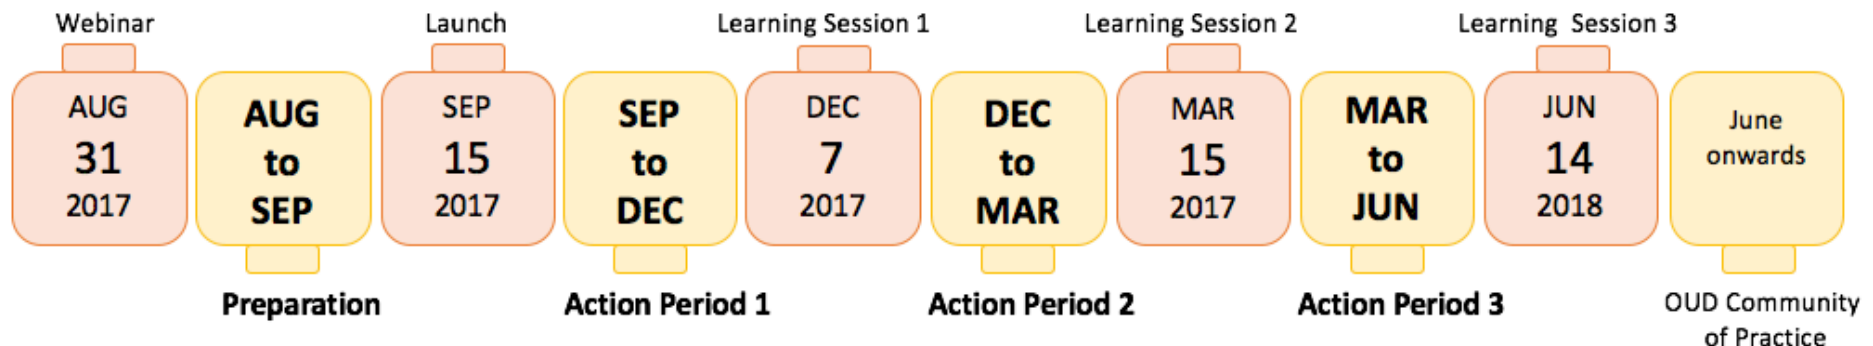 Webinar
AUG
31
2017
AUG
to
SEP
Preparation
Launch
SEP
15
2017
SEP
to
DEC
Action Period 1
Learning Session 1
DEC
7
2017
DEC
to
MAR
Action Period 2
Learning Session 2
MAR
15
2017
MAR
to
JUN
Action Period 3
Learning Session 3
JUN
14
2018
June
onwards
OUD Community
of Practice